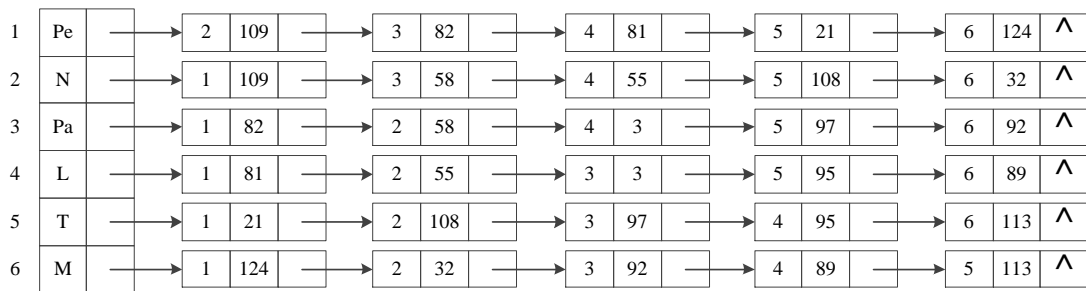 1 Pe 2 109 3 82 4 81 5 21 6 124 ^
2 N 1 109 3 58 4 55 5 108 6 32 ^
3 Pa 1 82 2 58 4 3 5 97 6 92 ^
4 L 1 81 2 55 3 3 5 95 6 89 ^
5 T 1 21 2 108 3 97 4 95 6 113 ^
6 M 1 124 2 32 3 92 4 89 5 113 ^